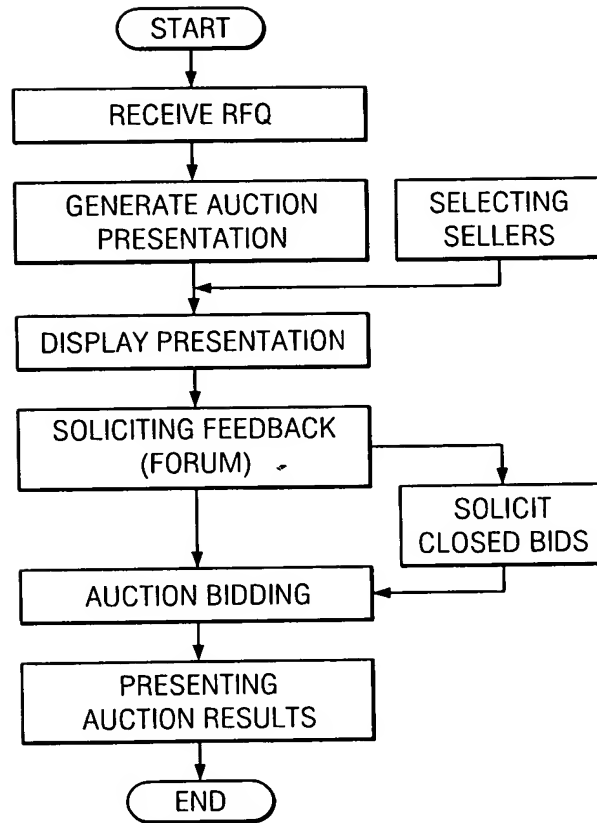 START
RECEIVE RFQ
GENERATE AUCTION
PRESENTATION
SELECTING
SELLERS
DISPLAY PRESENTATION
SOLICITING FEEDBACK
(FORUM)
SOLICIT
CLOSED BIDS
AUCTION BIDDING
PRESENTING
AUCTION RESULTS
END